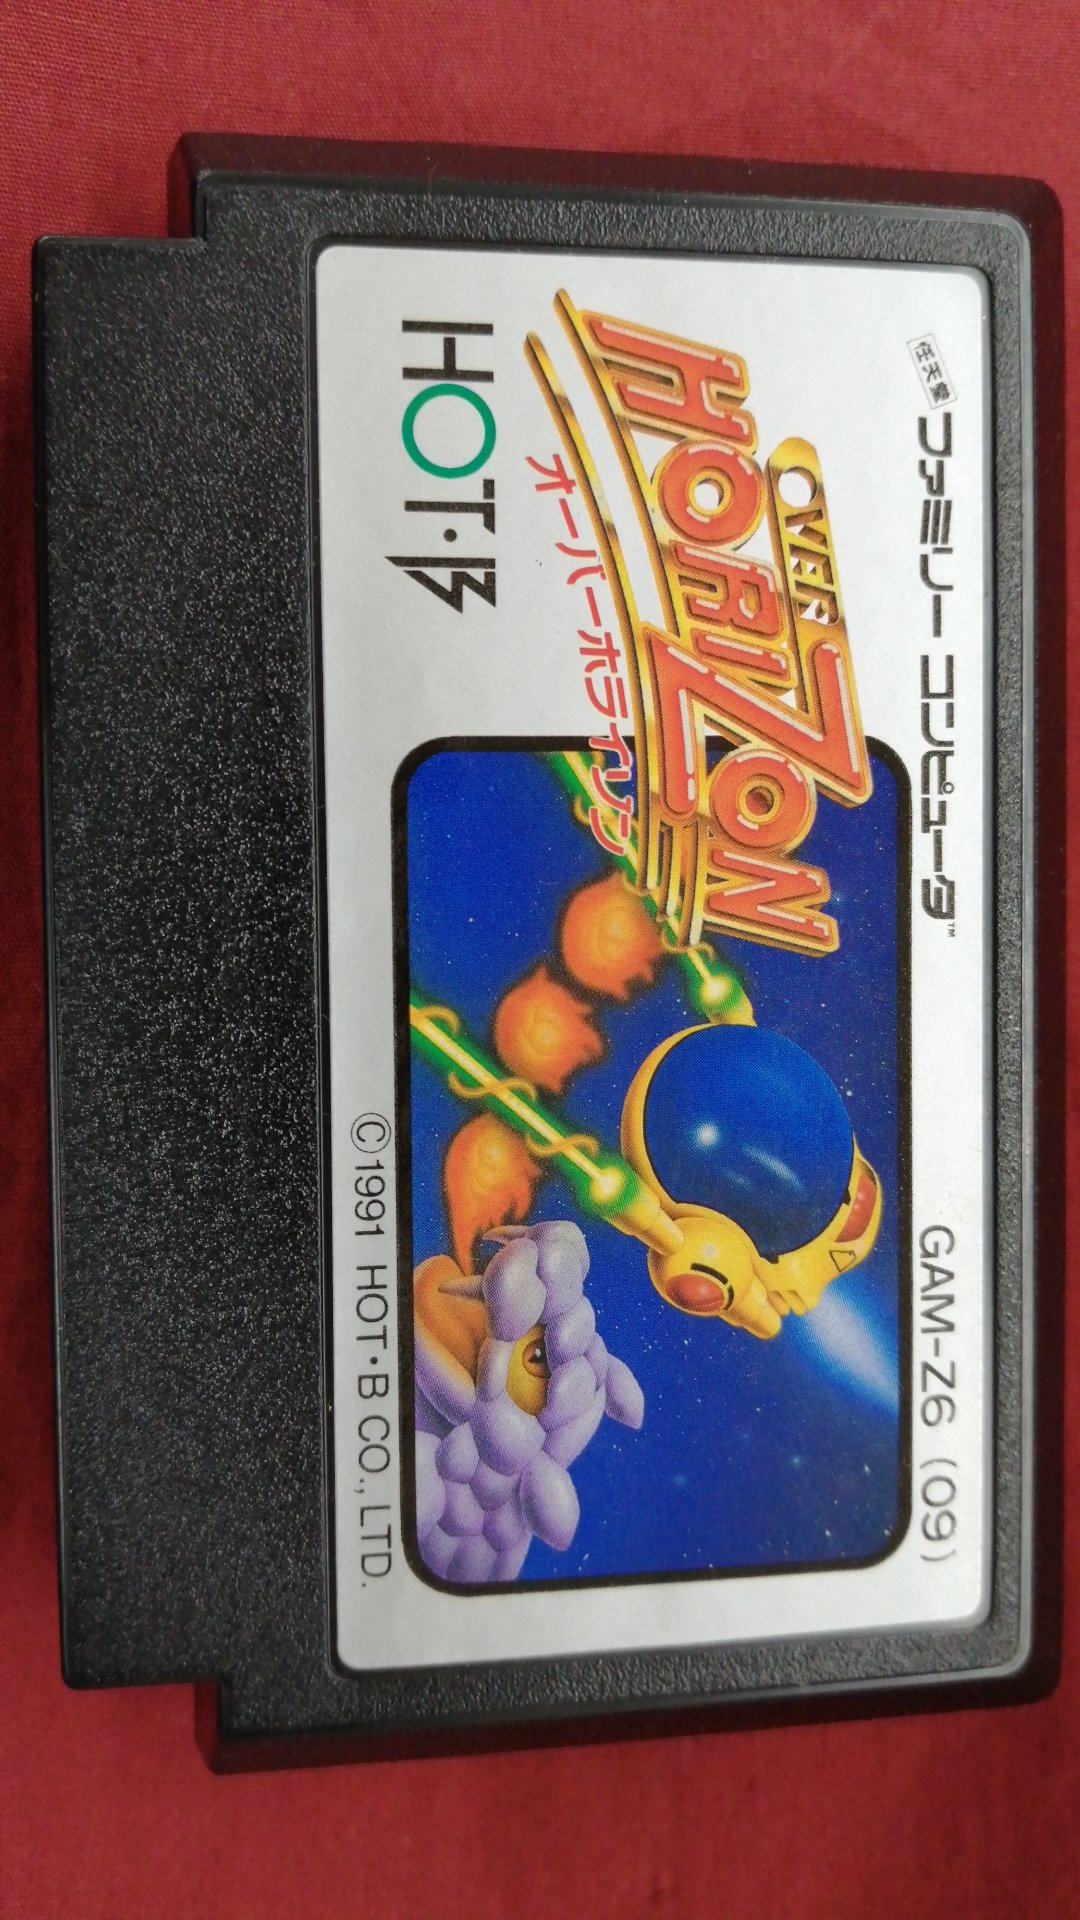 任天堂 ファミリー コンピュータ™ GAM-Z6 (09)
OVER
HORIZON
オーバーホライゾン
HOT・B
©1991 HOT・B CO., LTD.